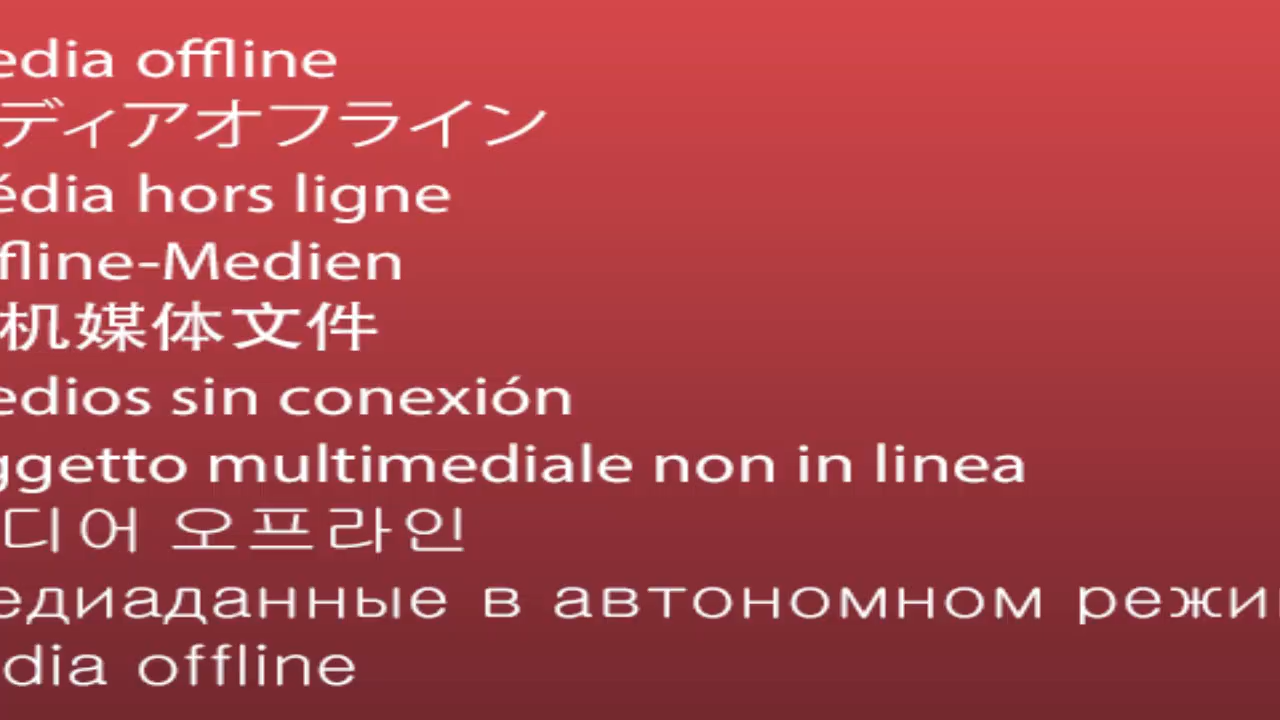 edia offline
ディアオフライン
édia hors ligne
fline-Medien
机媒体文件
edios sin conexión
ggetto multimediale non in linea
디어 오프라인
едиаданные в автономном режи
dia offline